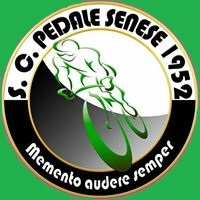 S. C. PEDALE SENESE 1952
Memento audere semper